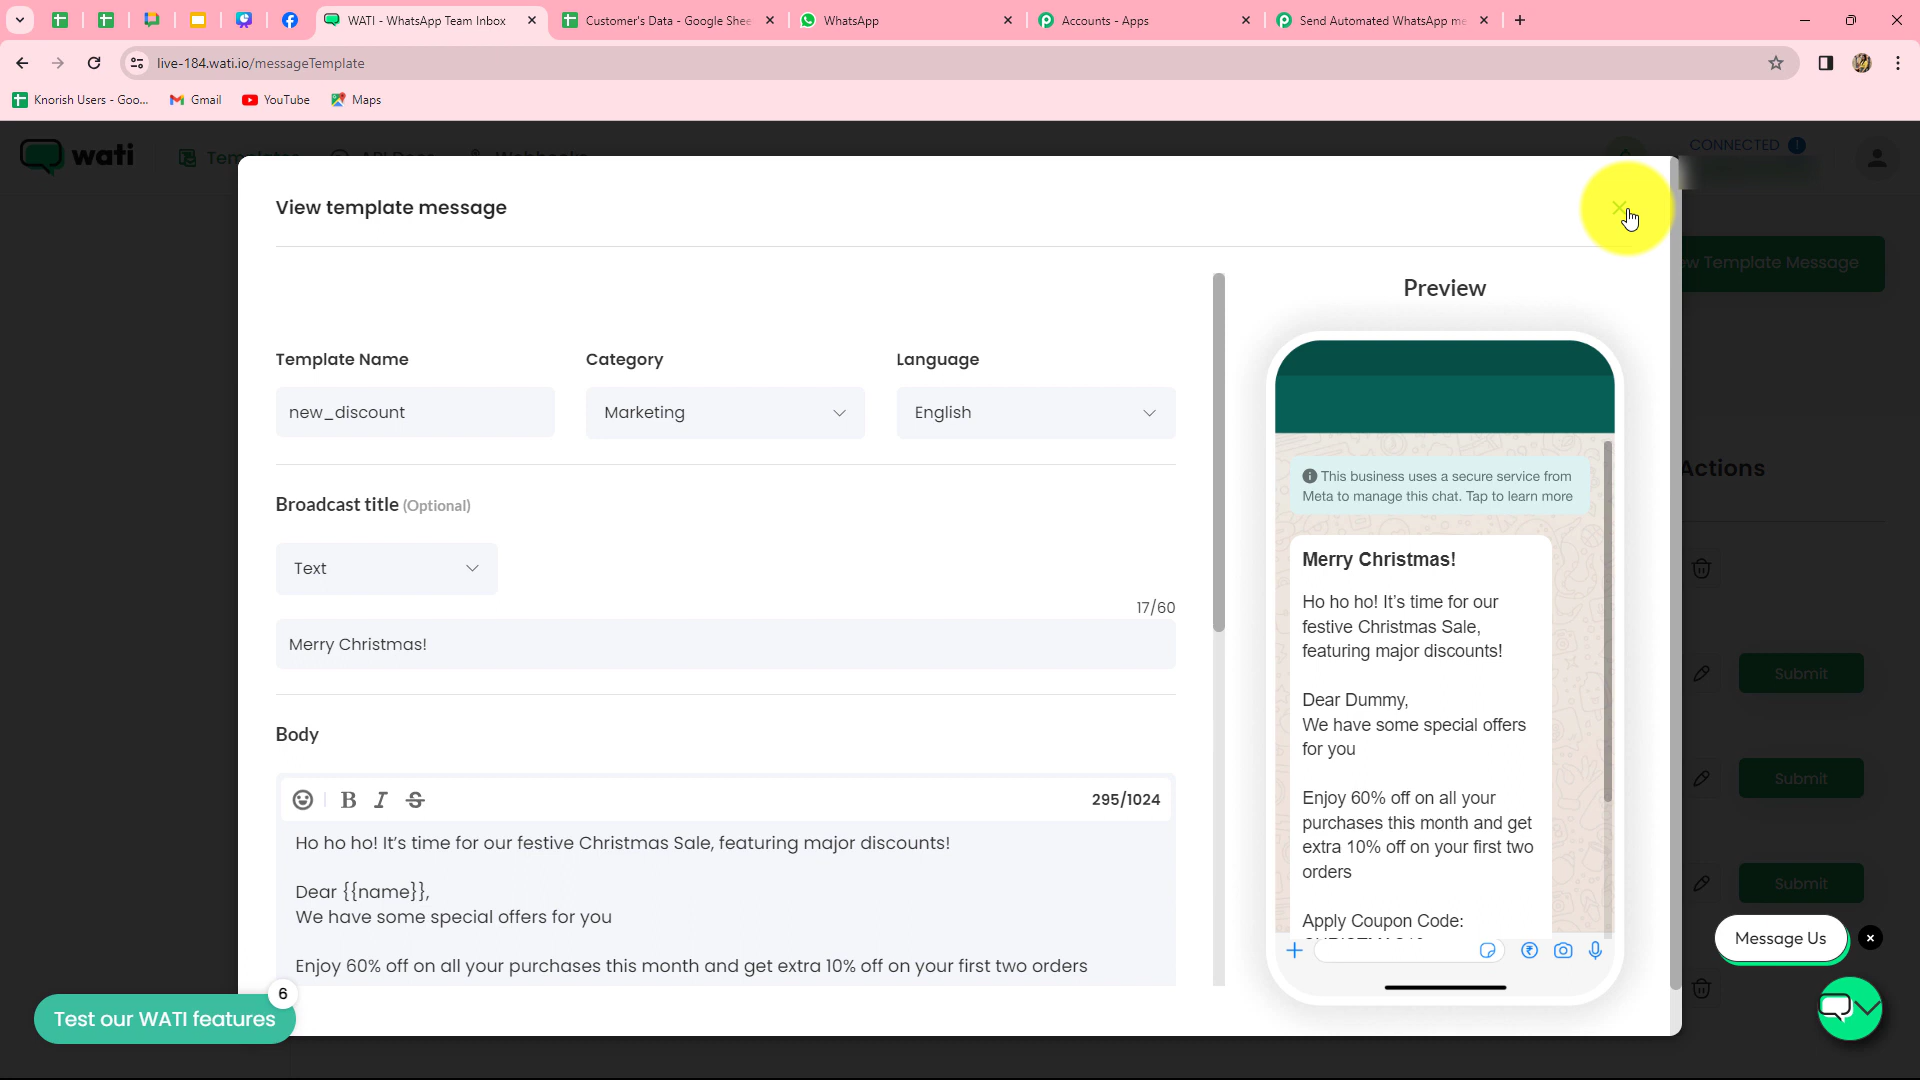 WATI - WhatsApp Team Inbox
Customer's Data - Google Shee
WhatsApp
Accounts - Apps
Send Automated WhatsApp me
live-184.wati.io/messageTemplate
Knorish Users - Goo...
Gmail
YouTube
Maps
wati
CONNECTED
View template message
ew Template Message
Preview
Template Name
Category
Language
new_discount
Marketing
English
This business uses a secure service from
Meta to manage this chat. Tap to learn more
Actions
Broadcast title (Optional)
Text
17/60
Merry Christmas!
Merry Christmas!
Ho ho ho! It's time for our
festive Christmas Sale,
featuring major discounts!
Dear Dummy,
We have some special offers
for you
Enjoy 60% off on all your
purchases this month and get
extra 10% off on your first two
orders
Apply Coupon Code:
Submit
Submit
Submit
Body
B I S
295/1024
Ho ho ho! It's time for our festive Christmas Sale, featuring major discounts!
Dear {{name}},
We have some special offers for you
Enjoy 60% off on all your purchases this month and get extra 10% off on your first two orders
Message Us
6
Test our WATI features